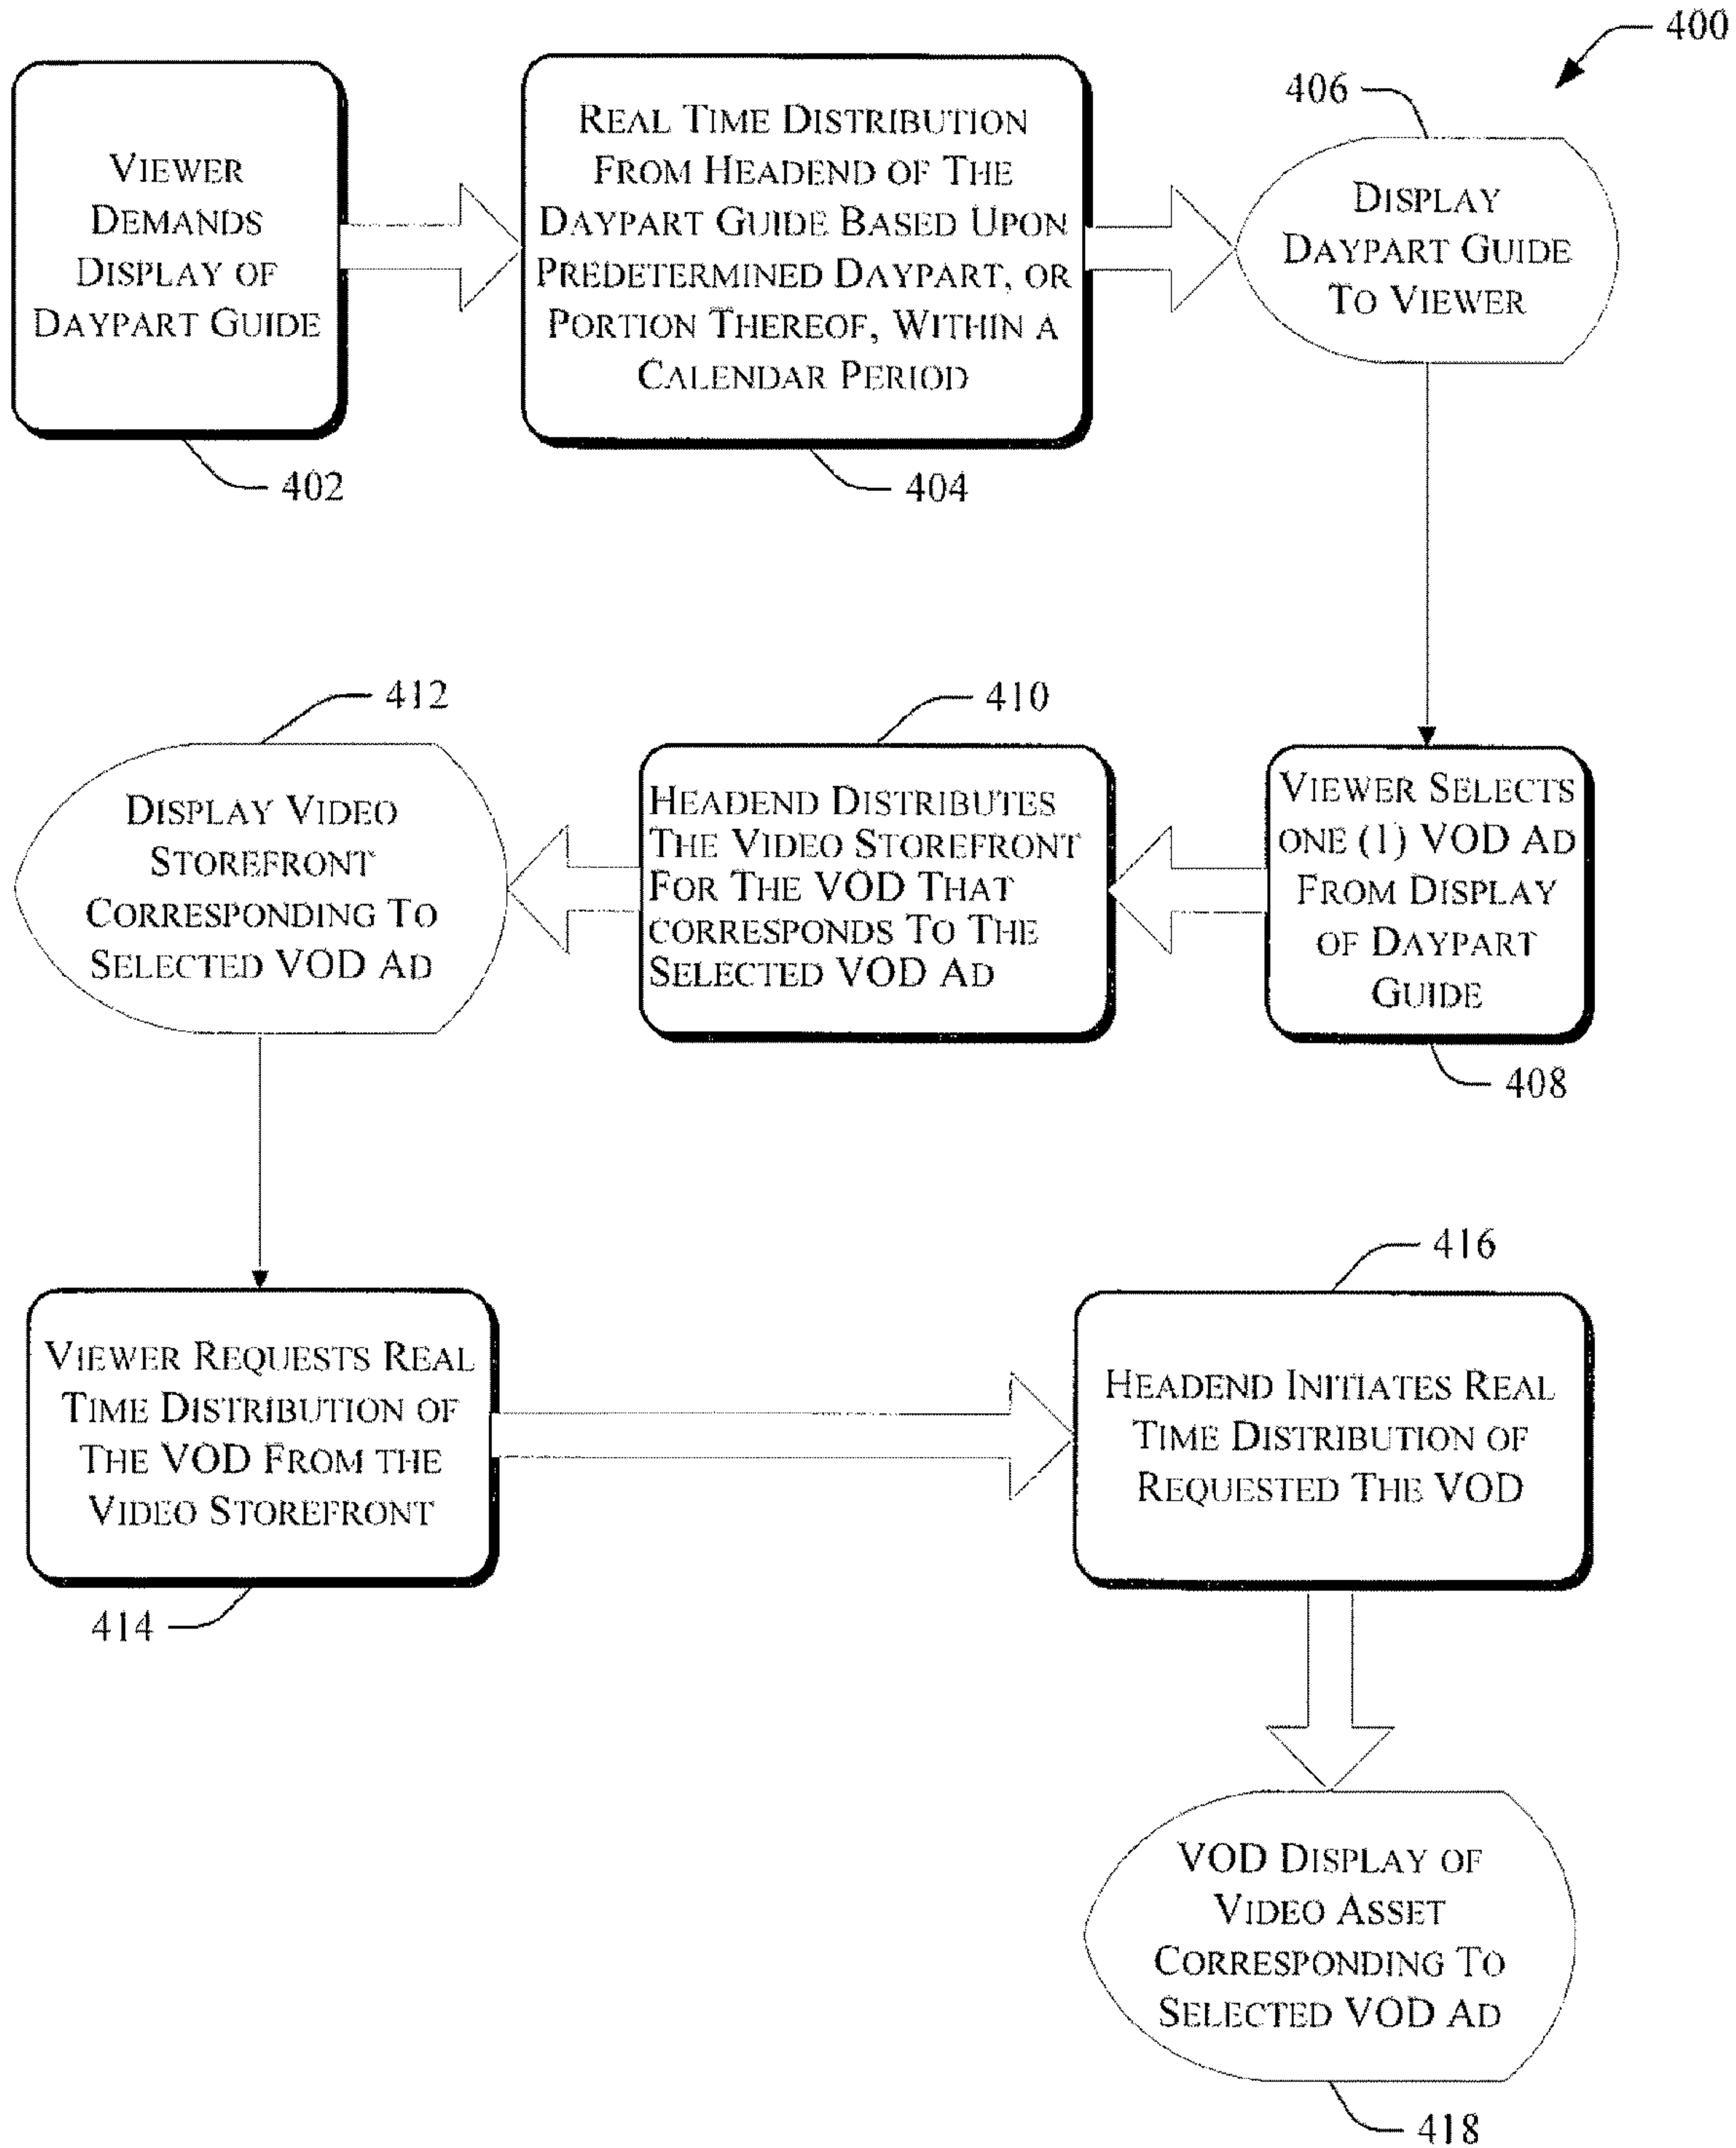 400
VIEWER
DEMANDS
DISPLAY OF
DAYPART GUIDE
402
REAL TIME DISTRIBUTION
FROM HEADEND OF THE
DAYPART GUIDE BASED UPON
PREDETERMINED DAYPART, OR
PORTION THEREOF, WITHIN A
CALENDAR PERIOD
404
406
DISPLAY
DAYPART GUIDE
TO VIEWER
VIEWER SELECTS
ONE (1) VOD AD
FROM DISPLAY
OF DAYPART
GUIDE
408
410
HEADEND DISTRIBUTES
THE VIDEO STOREFRONT
FOR THE VOD THAT
CORRESPONDS TO THE
SELECTED VOD AD
412
DISPLAY VIDEO
STOREFRONT
CORRESPONDING TO
SELECTED VOD AD
VIEWER REQUESTS REAL
TIME DISTRIBUTION OF
THE VOD FROM THE
VIDEO STOREFRONT
414
416
HEADEND INITIATES REAL
TIME DISTRIBUTION OF
REQUESTED THE VOD
VOD DISPLAY OF
VIDEO ASSET
CORRESPONDING TO
SELECTED VOD AD
418